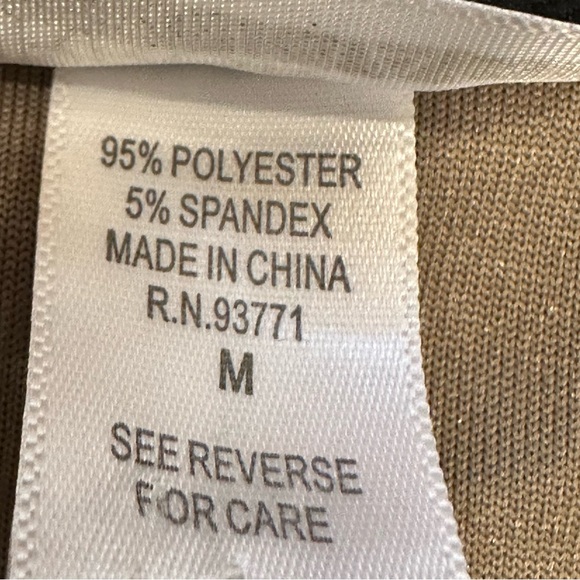 95% POLYESTER
5% SPANDEX
MADE IN CHINA
R.N.93771
M
SEE REVERSE
FOR CARE